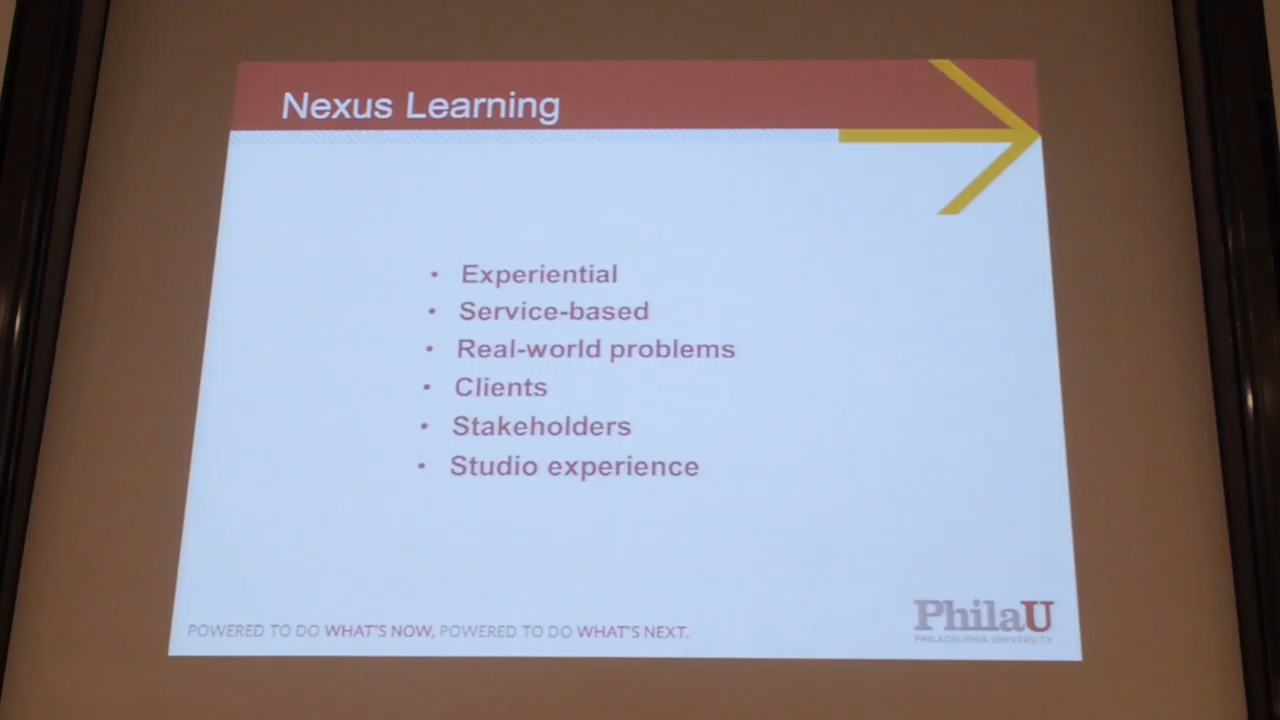 Nexus Learning
• Experiential
• Service-based
• Real-world problems
• Clients
• Stakeholders
• Studio experience
POWERED TO DO WHAT'S NOW, POWERED TO DO WHAT'S NEXT.
PhilaU
PHILADELPHIA UNIVERSITY